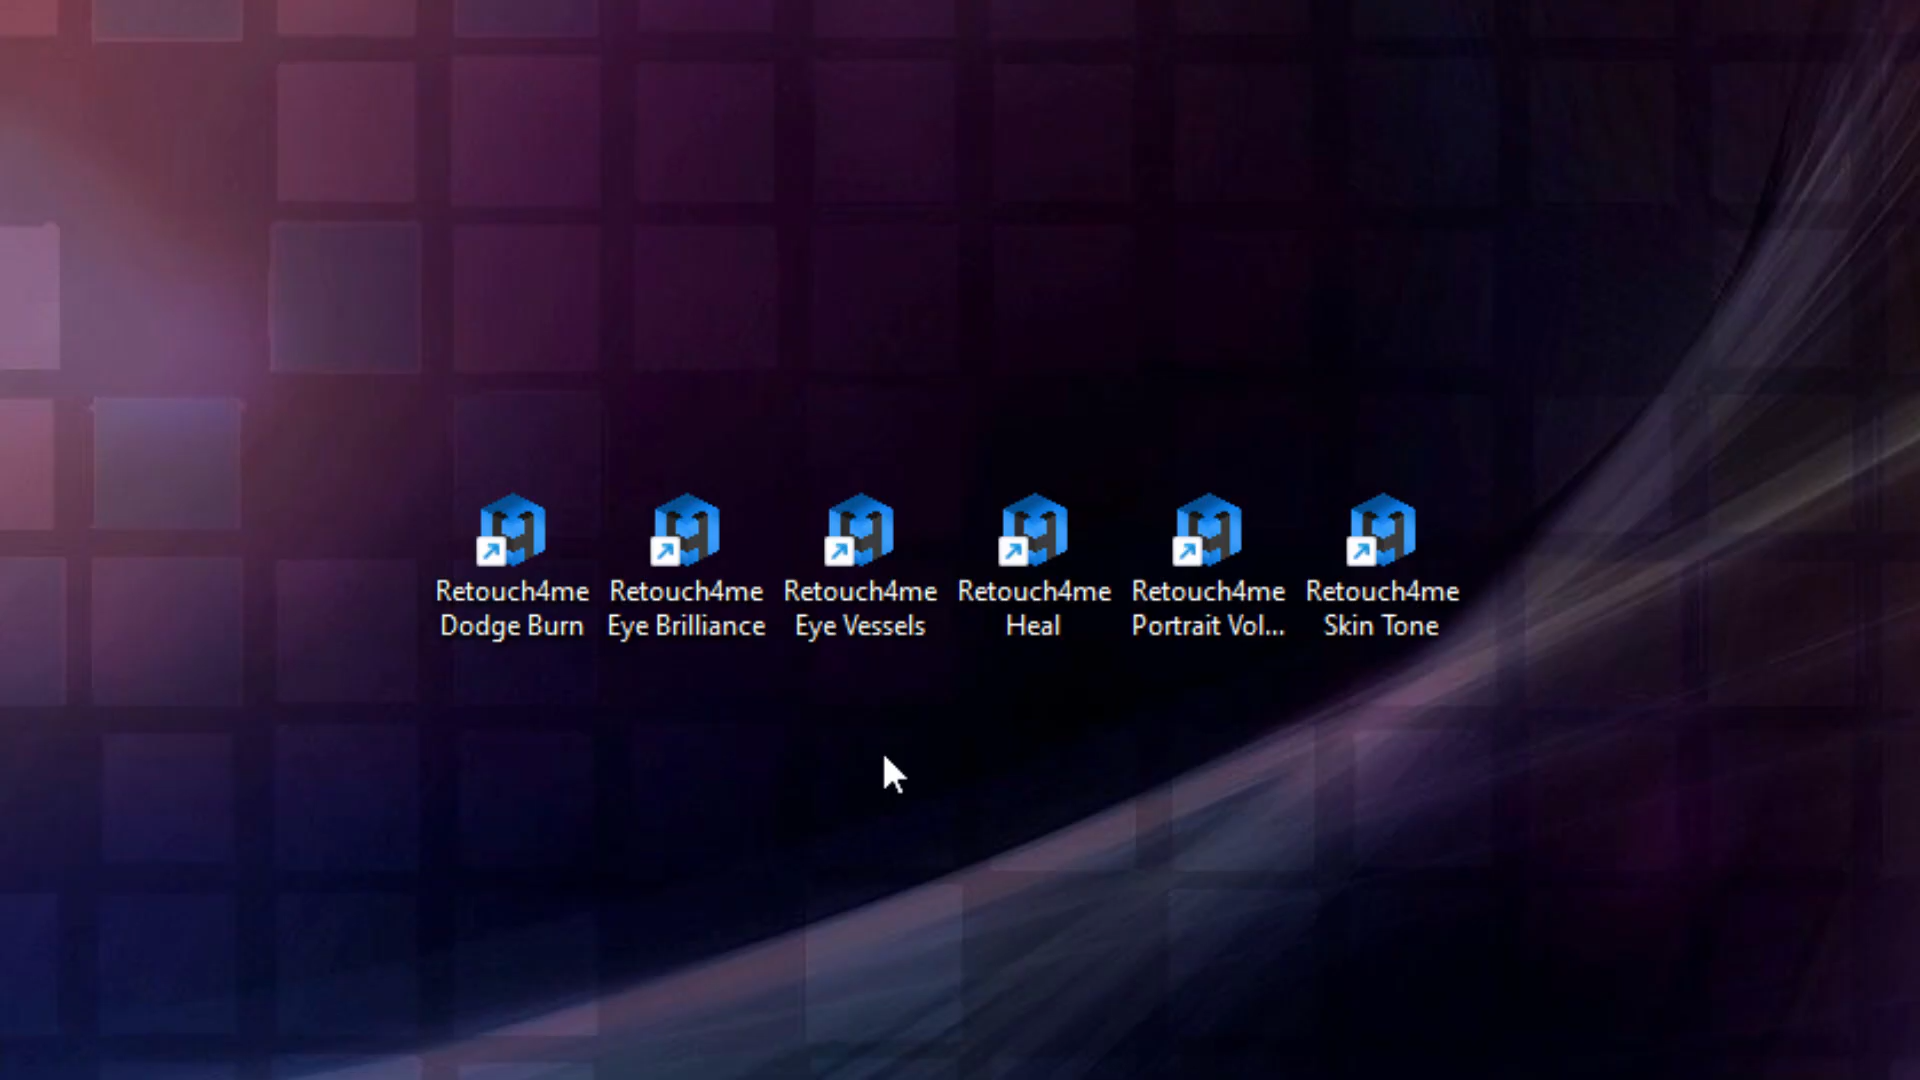 Retouch4me
Dodge Burn
Retouch4me
Eye Brilliance
Retouch4me
Eye Vessels
Retouch4me
Heal
Retouch4me
Portrait Vol...
Retouch4me
Skin Tone